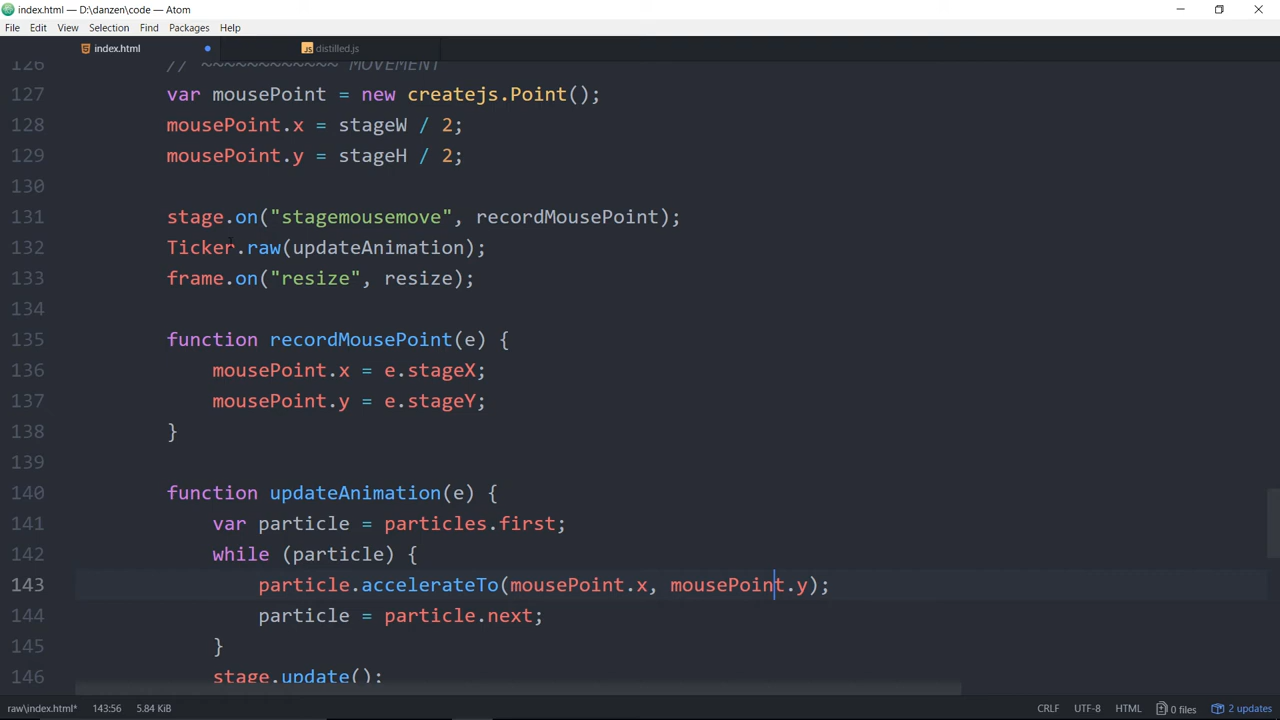 index.html — D:\danzen\code — Atom
File Edit View Selection Find Packages Help
index.html
JS distilled.js
126 // ~~~~~~~~~~~~ MOVEMENT
127 var mousePoint = new createjs.Point();
128 mousePoint.x = stageW / 2;
129 mousePoint.y = stageH / 2;
130
131 stage.on("stagemousemove", recordMousePoint);
132 Ticker.raw(updateAnimation);
133 frame.on("resize", resize);
134
135 function recordMousePoint(e) {
136 mousePoint.x = e.stageX;
137 mousePoint.y = e.stageY;
138 }
139
140 function updateAnimation(e) {
141 var particle = particles.first;
142 while (particle) {
143 particle.accelerateTo(mousePoint.x, mousePoint.y);
144 particle = particle.next;
145 }
146 stage.update();
raw\index.html* 143:56 5.84 KiB CRLF UTF-8 HTML 0 files 2 updates